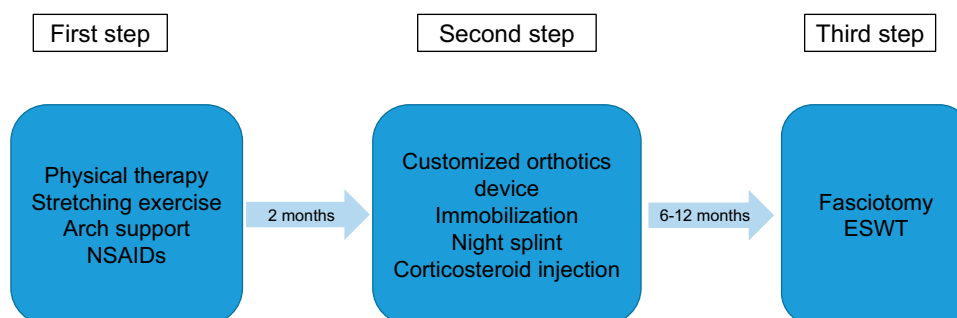 First step
Second step
Third step
Physical therapy
Stretching exercise
Arch support
NSAIDs
2 months
Customized orthotics
device
Immobilization
Night splint
Corticosteroid injection
6-12 months
Fasciotomy
ESWT